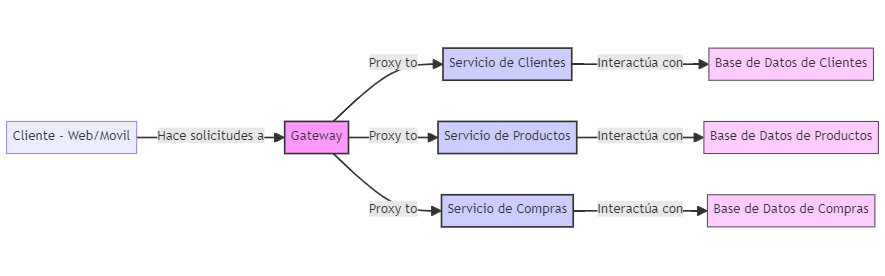 Proxy to
Servicio de Clientes
Interactúa con
Base de Datos de Clientes
Cliente - Web/Movil
Hace solicitudes a
Gateway
Proxy to
Servicio de Productos
Interactúa con
Base de Datos de Productos
Proxy to
Servicio de Compras
Interactúa con
Base de Datos de Compras